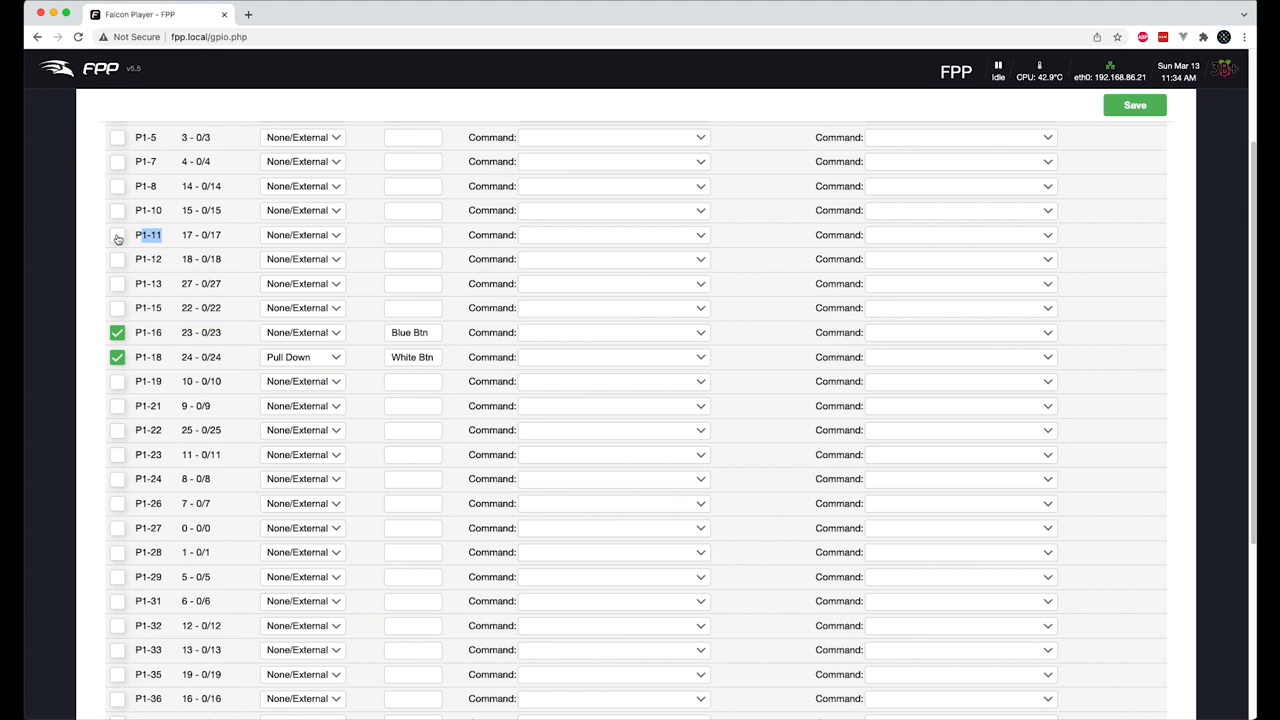 Falcon Player - FPP
Not Secure fpp.local/gpio.php
FPP v5.5 FPP Idle CPU: 42.9°C eth0: 192.168.86.21 Sun Mar 13 11:34 AM 3B+
Save
P1-5 3 - 0/3 None/External Command: Command:
P1-7 4 - 0/4 None/External Command: Command:
P1-8 14 - 0/14 None/External Command: Command:
P1-10 15 - 0/15 None/External Command: Command:
P1-11 17 - 0/17 None/External Command: Command:
P1-12 18 - 0/18 None/External Command: Command:
P1-13 27 - 0/27 None/External Command: Command:
P1-15 22 - 0/22 None/External Command: Command:
P1-16 23 - 0/23 None/External Blue Btn Command: Command:
P1-18 24 - 0/24 Pull Down White Btn Command: Command:
P1-19 10 - 0/10 None/External Command: Command:
P1-21 9 - 0/9 None/External Command: Command:
P1-22 25 - 0/25 None/External Command: Command:
P1-23 11 - 0/11 None/External Command: Command:
P1-24 8 - 0/8 None/External Command: Command:
P1-26 7 - 0/7 None/External Command: Command:
P1-27 0 - 0/0 None/External Command: Command:
P1-28 1 - 0/1 None/External Command: Command:
P1-29 5 - 0/5 None/External Command: Command:
P1-31 6 - 0/6 None/External Command: Command:
P1-32 12 - 0/12 None/External Command: Command:
P1-33 13 - 0/13 None/External Command: Command:
P1-35 19 - 0/19 None/External Command: Command:
P1-36 16 - 0/16 None/External Command: Command: